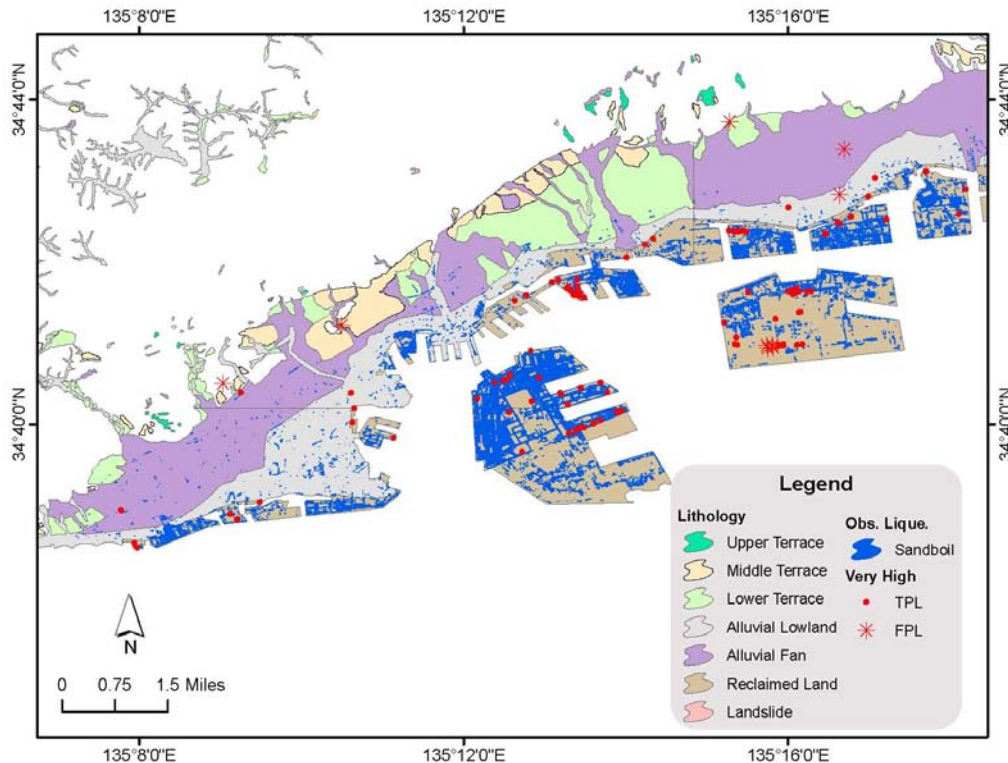 135°8'0"E
135°12'0"E
135°16'0"E
34°44'0"N
34°44'0"N
34°40'0"N
34°40'0"N
Legend
Lithology
Upper Terrace
Middle Terrace
Lower Terrace
Alluvial Lowland
Alluvial Fan
Reclaimed Land
Landslide
Obs. Lique.
Sandboil
Very High
TPL
FPL
N
0 0.75 1.5 Miles
135°8'0"E
135°12'0"E
135°16'0"E